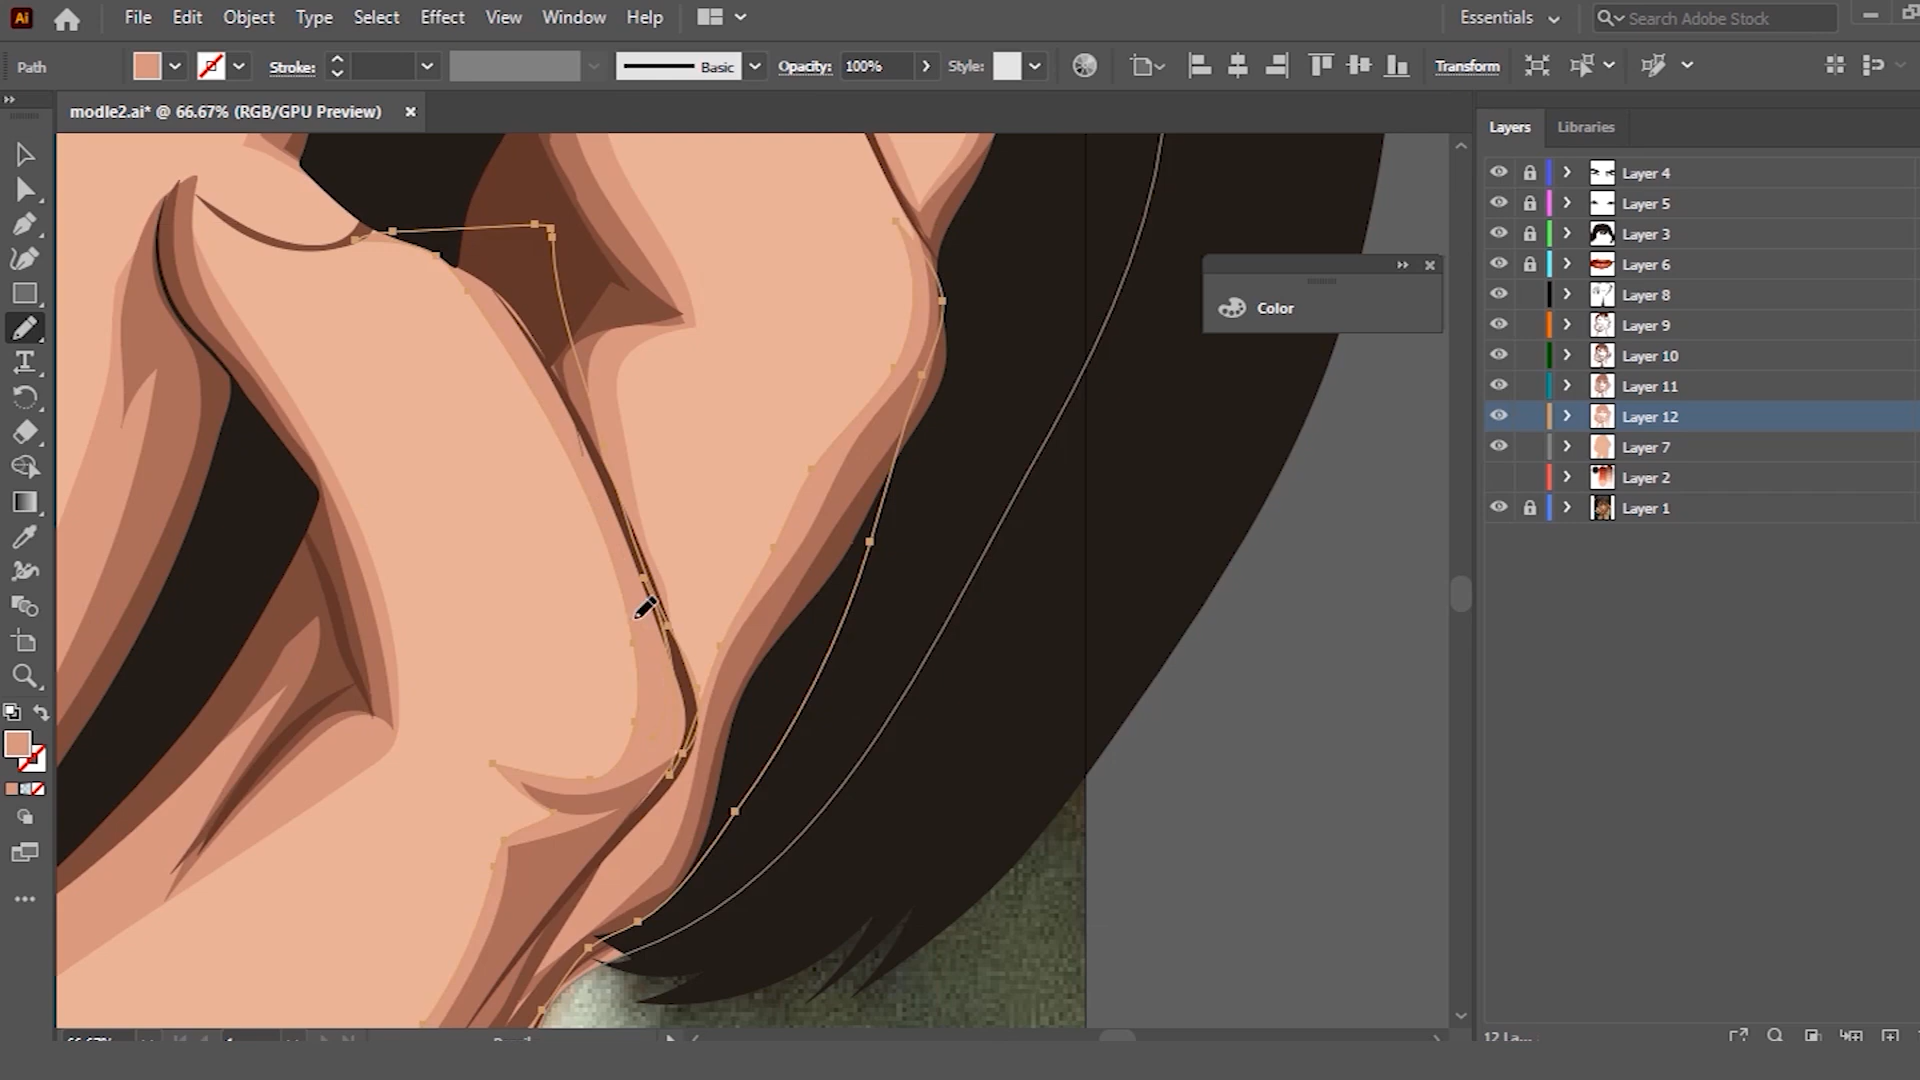 Ai File Edit Object Type Select Effect View Window Help Essentials Search Adobe Stock
Path Stroke: Basic Opacity: 100% Style: Transform
modle2.ai* @ 66.67% (RGB/GPU Preview)
Layers Libraries
Layer 4
Layer 5
Layer 3
Layer 6
Layer 8
Layer 9
Layer 10
Layer 11
Layer 12
Layer 7
Layer 2
Layer 1
Color